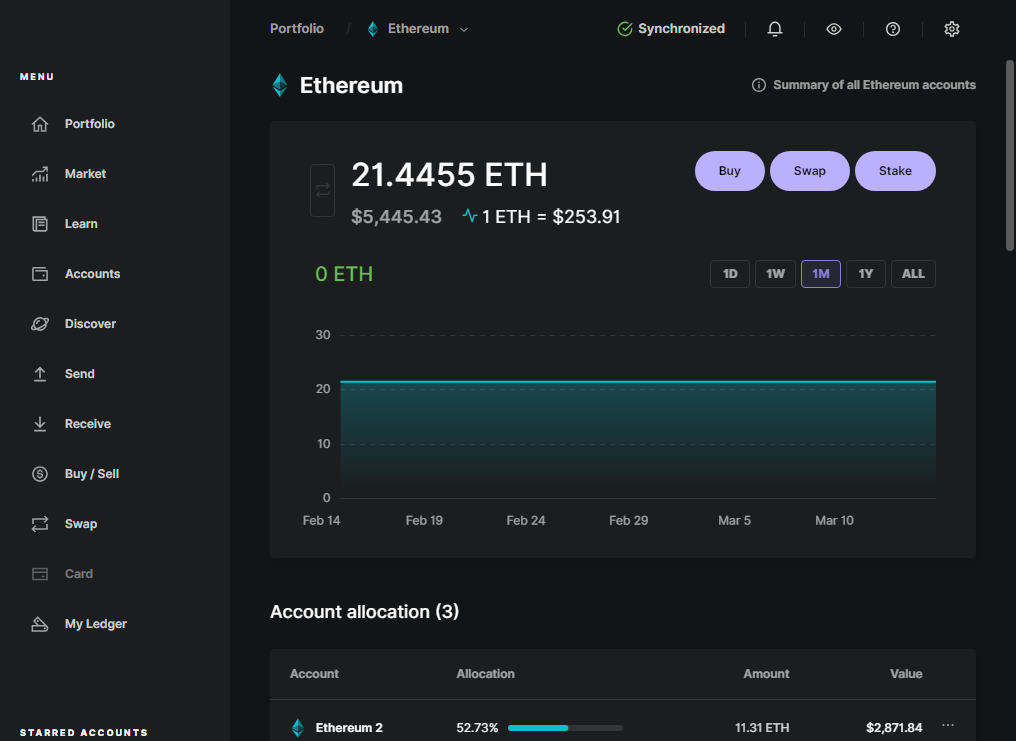 Portfolio / Ethereum
Synchronized
MENU
Portfolio
Market
Learn
Accounts
Discover
Send
Receive
Buy / Sell
Swap
Card
My Ledger
STARRED ACCOUNTS
Ethereum
Summary of all Ethereum accounts
21.4455 ETH
Buy Swap Stake
$5,445.43 1 ETH = $253.91
0 ETH
1D 1W 1M 1Y ALL
30
20
10
0
Feb 14 Feb 19 Feb 24 Feb 29 Mar 5 Mar 10
Account allocation (3)
Account Allocation Amount Value
Ethereum 2 52.73% 11.31 ETH $2,871.84 ...